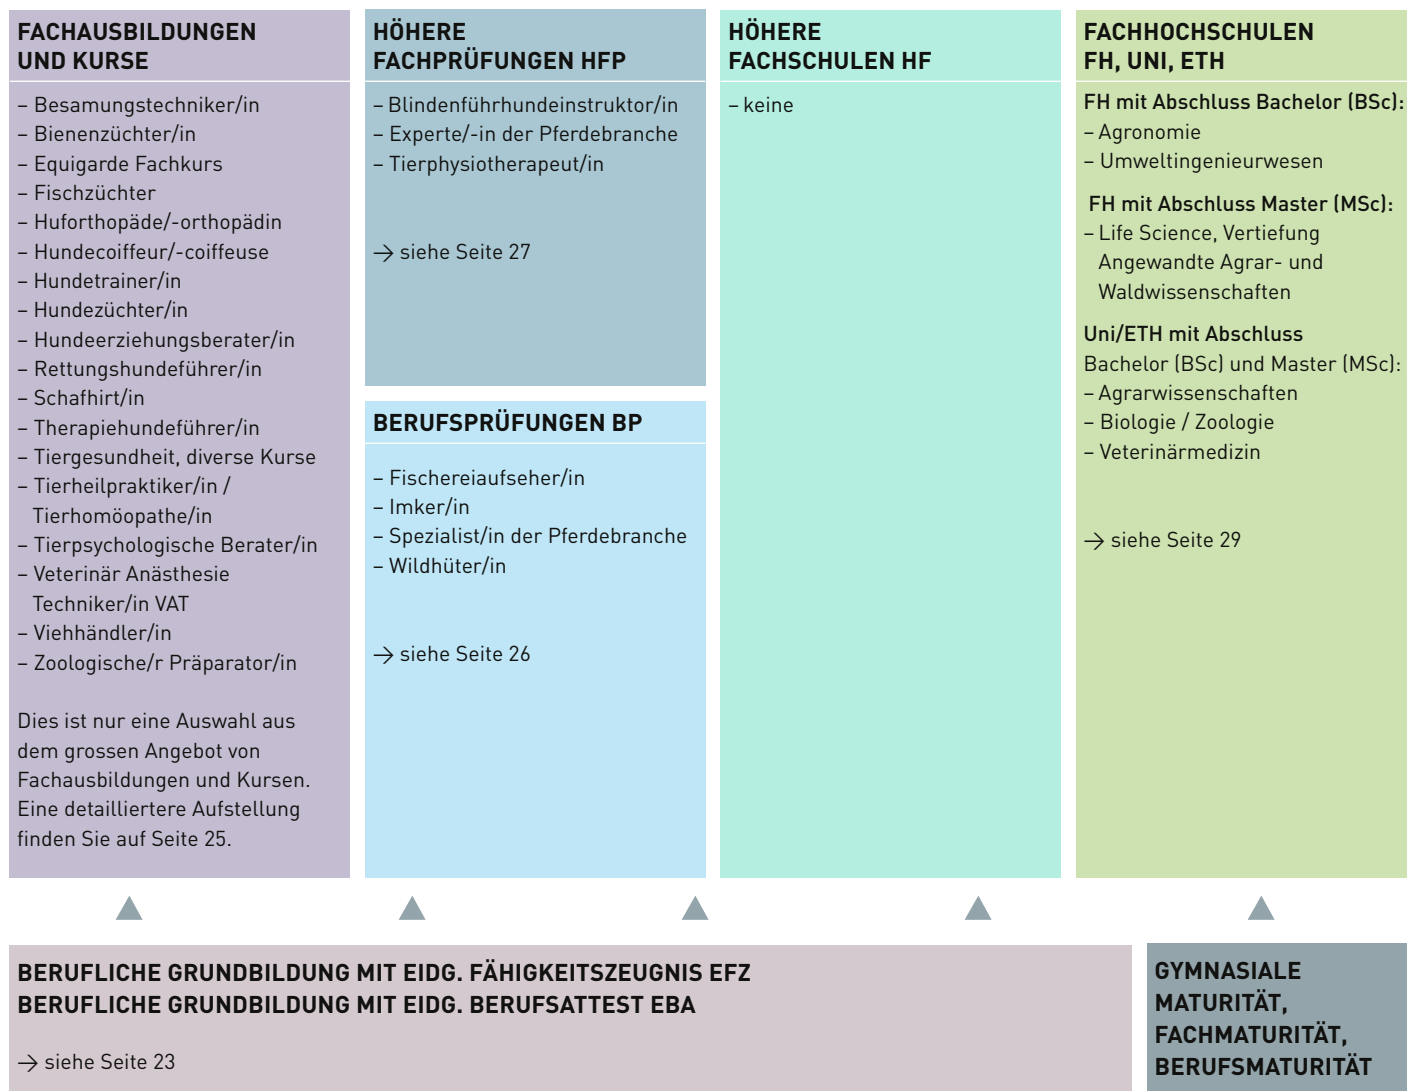 FACHAUSBILDUNGEN
UND KURSE
– Besamungstechniker/in
– Bienenzüchter/in
– Equigarde Fachkurs
– Fischzüchter
– Huforthopäde/-orthopädin
– Hundecoiffeur/-coiffeuse
– Hundetrainer/in
– Hundezüchter/in
– Hundeerziehungsberater/in
– Rettungshundeführer/in
– Schafhirt/in
– Therapiehundeführer/in
– Tiergesundheit, diverse Kurse
– Tierheilpraktiker/in /
Tierhomöopathe/in
– Tierpsychologische Berater/in
– Veterinär Anästhesie
Techniker/in VAT
– Viehhändler/in
– Zoologische/r Präparator/in
Dies ist nur eine Auswahl aus
dem grossen Angebot von
Fachausbildungen und Kursen.
Eine detailliertere Aufstellung
finden Sie auf Seite 25.
HÖHERE
FACHPRÜFUNGEN HFP
– Blindenführhundeinstruktor/in
– Experte/-in der Pferdebranche
– Tierphysiotherapeut/in
→ siehe Seite 27
BERUFSPRÜFUNGEN BP
– Fischereiaufseher/in
– Imker/in
– Spezialist/in der Pferdebranche
– Wildhüter/in
→ siehe Seite 26
HÖHERE
FACHSCHULEN HF
– keine
FACHHOCHSCHULEN
FH, UNI, ETH
FH mit Abschluss Bachelor (BSc):
– Agronomie
– Umweltingenieurwesen
FH mit Abschluss Master (MSc):
– Life Science, Vertiefung
Angewandte Agrar- und
Waldwissenschaften
Uni/ETH mit Abschluss
Bachelor (BSc) und Master (MSc):
– Agrarwissenschaften
– Biologie / Zoologie
– Veterinärmedizin
→ siehe Seite 29
BERUFLICHE GRUNDBILDUNG MIT EIDG. FÄHIGKEITSZEUGNIS EFZ
BERUFLICHE GRUNDBILDUNG MIT EIDG. BERUFSATTEST EBA
→ siehe Seite 23
GYMNASIALE
MATURITÄT,
FACHMATURITÄT,
BERUFSMATURITÄT